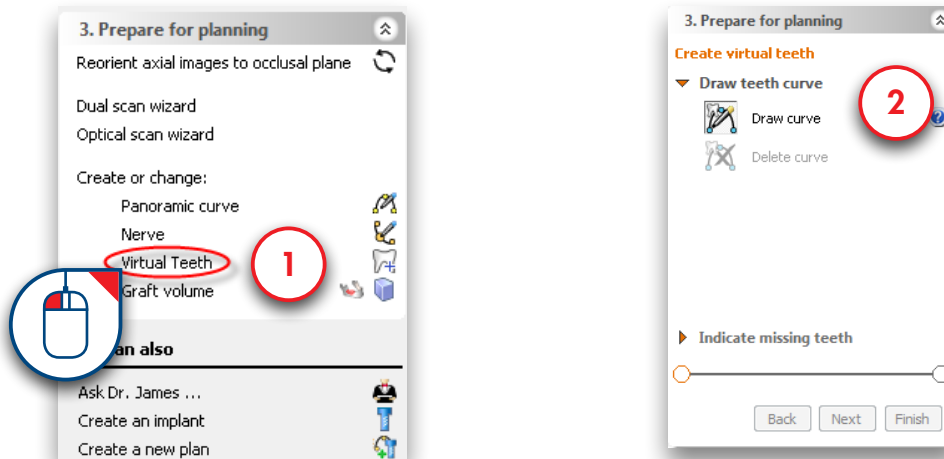 3. Prepare for planning
Reorient axial images to occlusal plane
Dual scan wizard
Optical scan wizard
Create or change:
Panoramic curve
Nerve
Virtual Teeth
1
Graft volume
an also
Ask Dr. James ...
Create an implant
Create a new plan
3. Prepare for planning
Create virtual teeth
Draw teeth curve
2
Draw curve
?
Delete curve
Indicate missing teeth
Back Next Finish